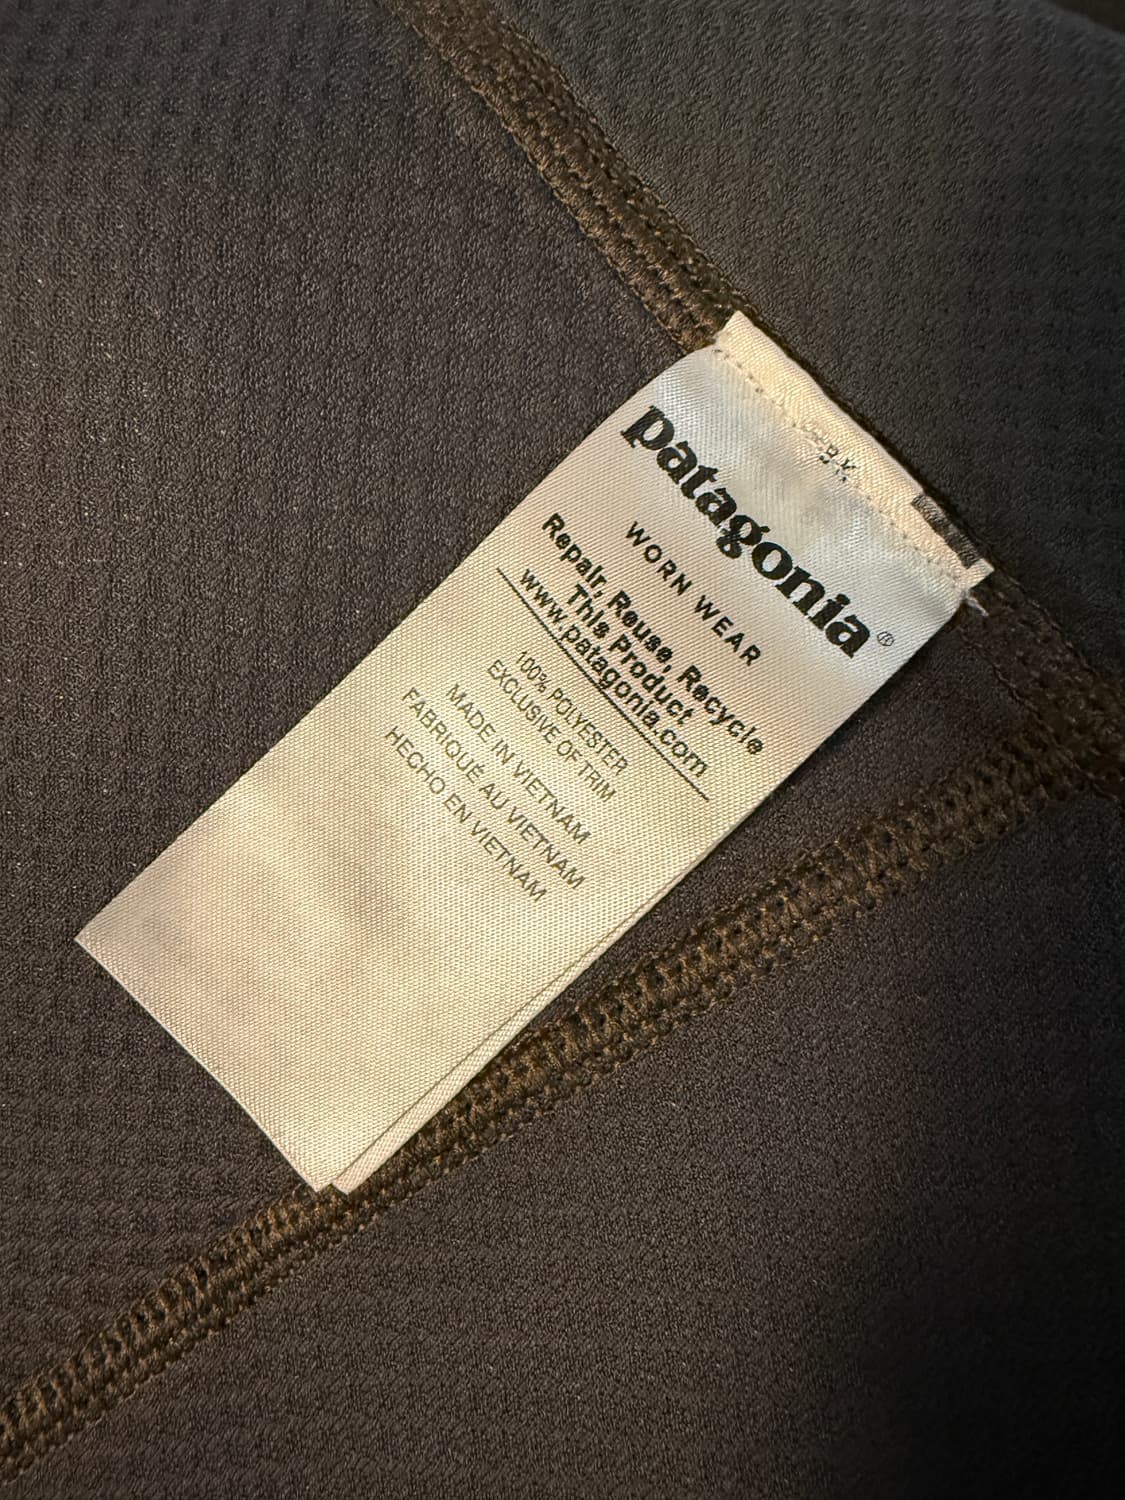 patagonia®
WORN WEAR
Repair, Reuse, Recycle
This Product
www.patagonia.com
100% POLYESTER
EXCLUSIVE OF TRIM
MADE IN VIETNAM
FABRIQUÉ AU VIETNAM
HECHO EN VIETNAM